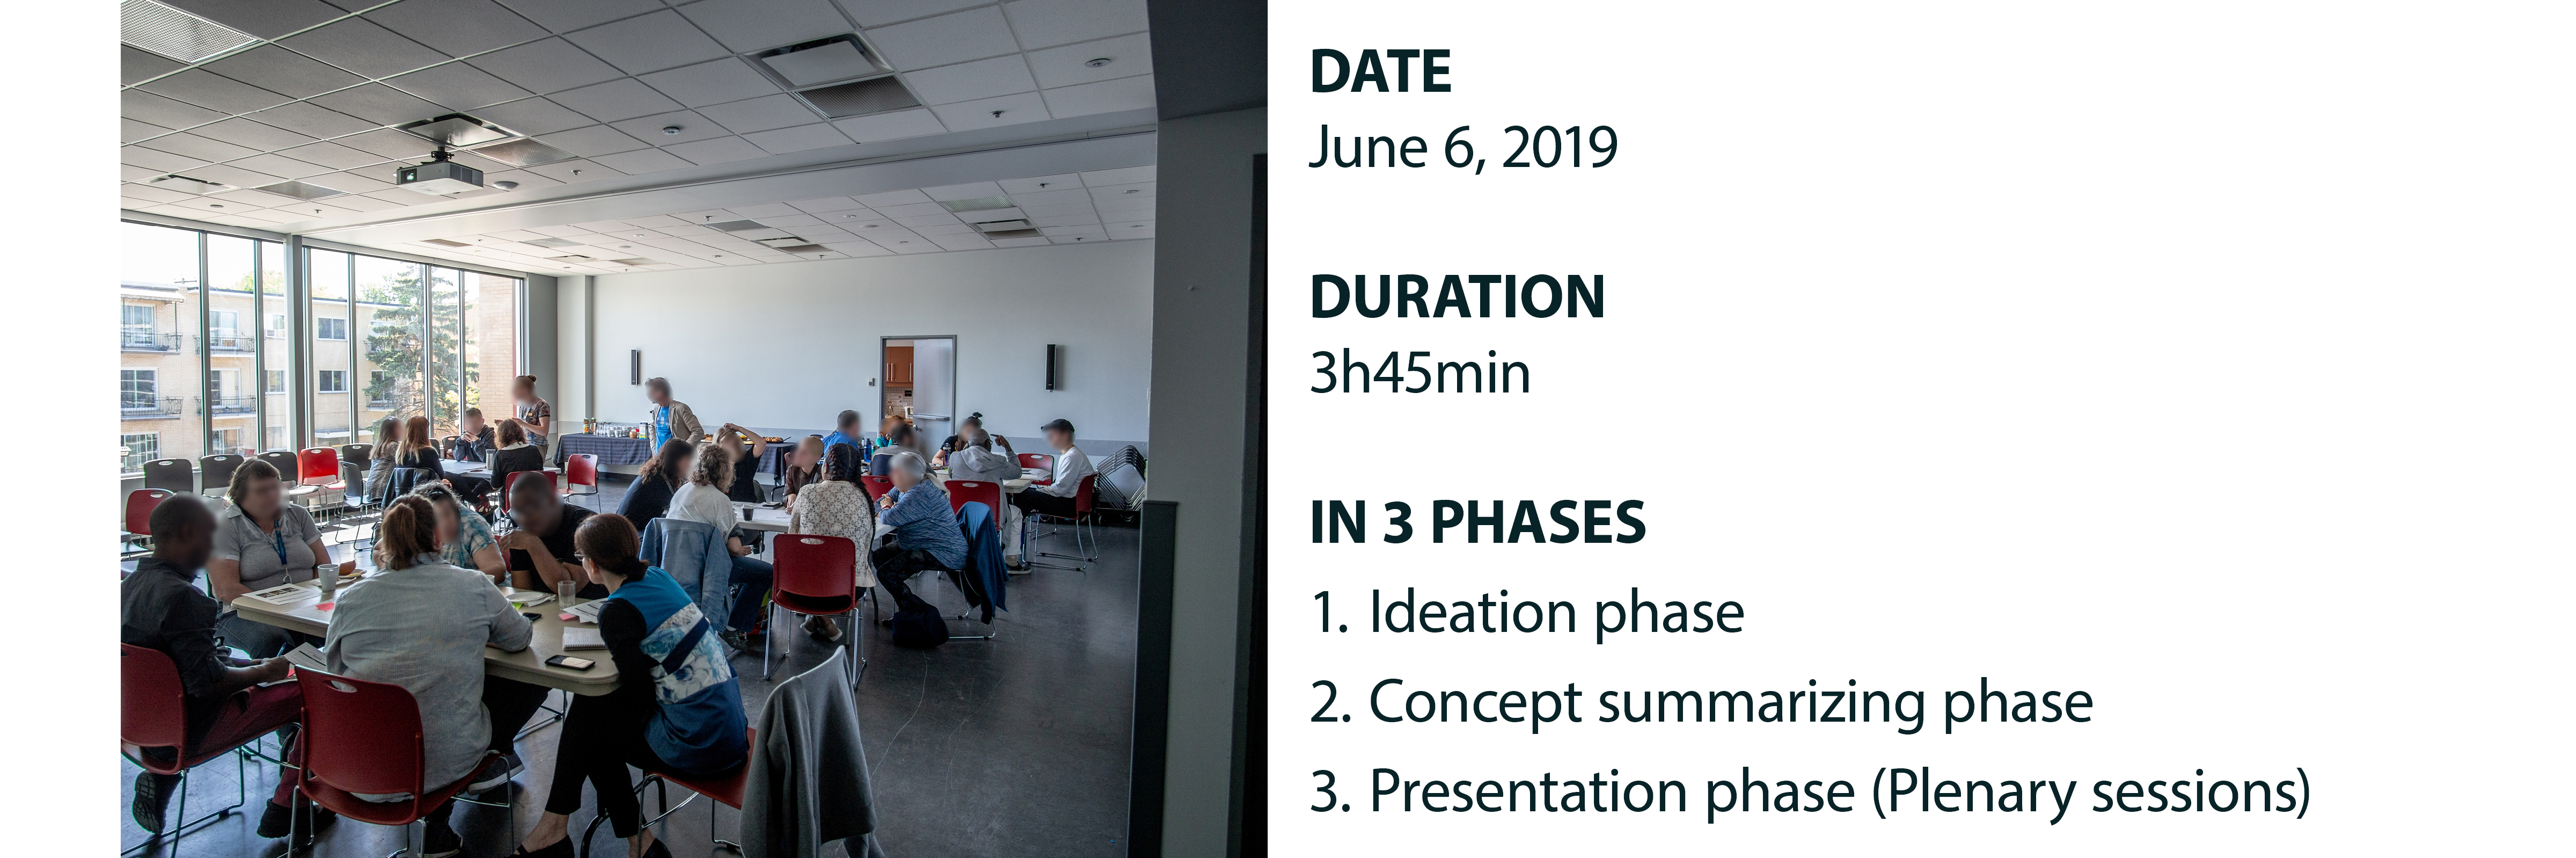 DATE
June 6, 2019
DURATION
3h45min
IN 3 PHASES
1. Ideation phase
2. Concept summarizing phase
3. Presentation phase (Plenary sessions)